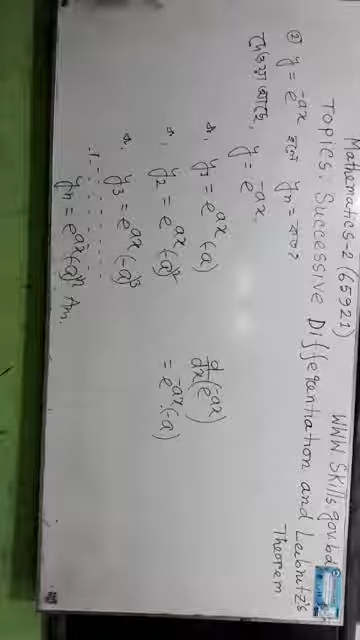 Mathematics-2 (65921) WWW.Skills.gov.bd
TOPICS: Successive Differentiation and Leibnitz's Theorem
② y = e^-ax হলে yn = কত?
দেওয়া আছে,
y = e^-ax
∴ y1 = e^-ax (-a)
d/dx (e^-ax)
= e^-ax. (-a)
∴ y2 = e^-ax (-a)^2
∴ y3 = e^-ax (-a)^3
yn = e^-ax (-a)^n Am.